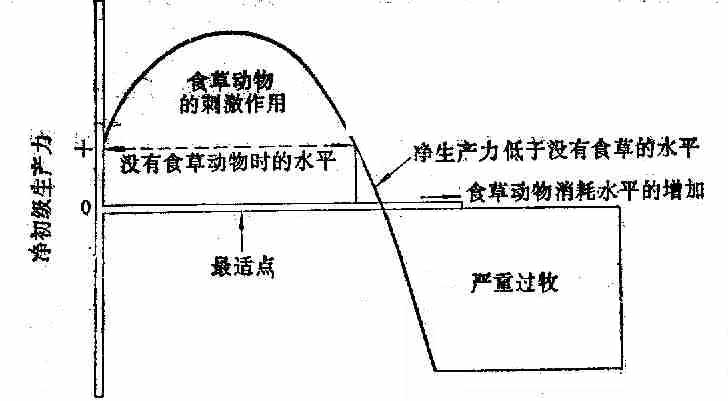 食草动物
的刺激作用
+
没有食草动物时的水平
净生产力低于没有食草的水平
食草动物消耗水平的增加
0
净初级生产力
最适点
严重过牧